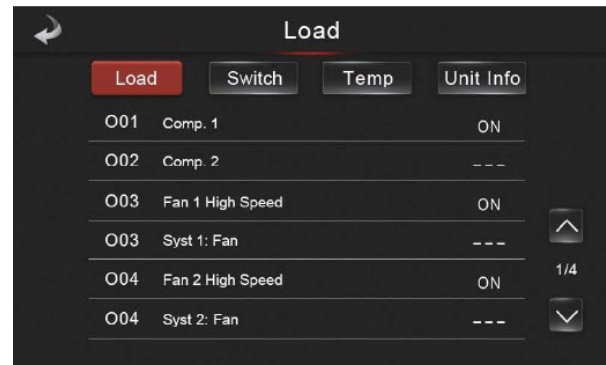 Load
Load Switch Temp Unit Info
O01 Comp. 1 ON
O02 Comp. 2 ---
O03 Fan 1 High Speed ON
O03 Syst 1: Fan ---
O04 Fan 2 High Speed ON
1/4
O04 Syst 2: Fan ---